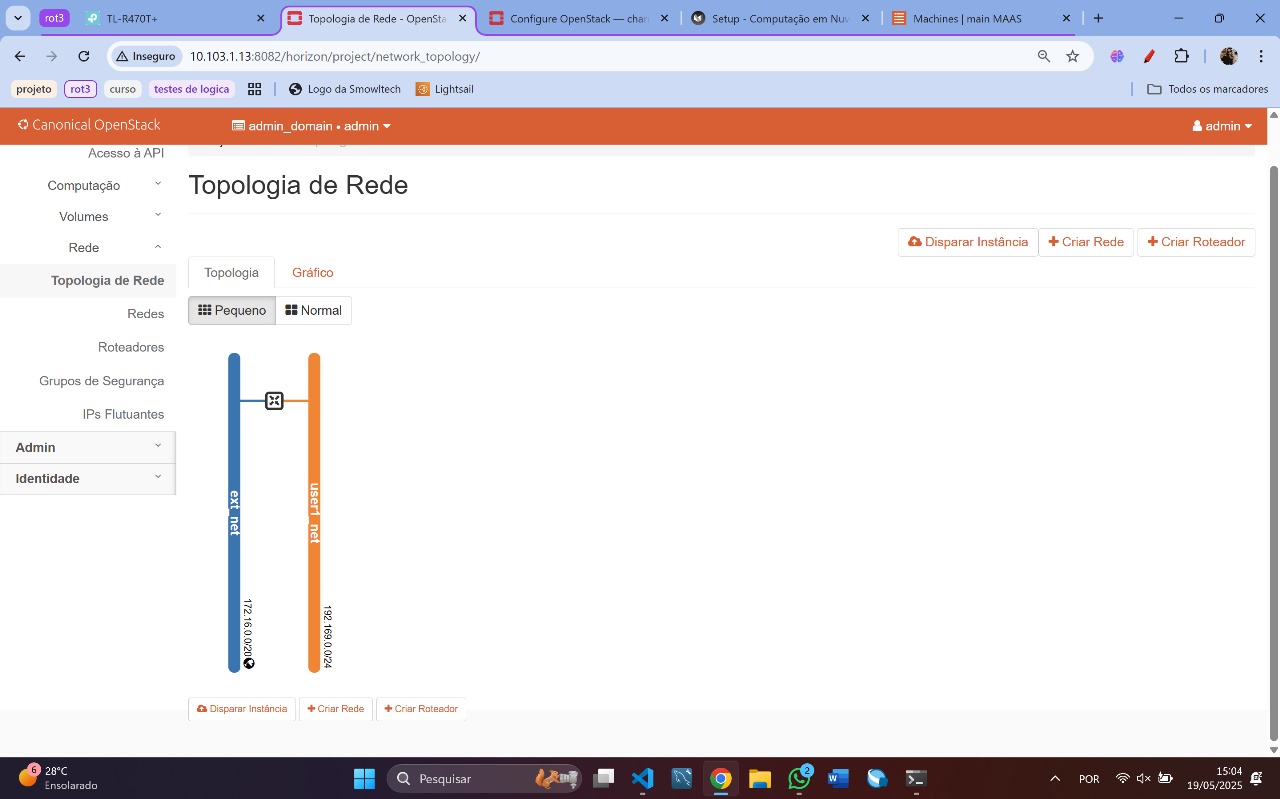 rot3
TL-R470T+
Topologia de Rede - OpenSta
Configure OpenStack — char
Setup - Computação em Nuv
Machines | main MAAS
Inseguro
10.103.1.13:8082/horizon/project/network_topology/
projeto
rot3
curso
testes de logica
Logo da Smowltech
Lightsail
Todos os marcadores
Canonical OpenStack
admin_domain • admin
admin
Acesso à API
Computação
Volumes
Rede
Topologia de Rede
Redes
Roteadores
Grupos de Segurança
IPs Flutuantes
Admin
Identidade
Topologia de Rede
Disparar Instância
Criar Rede
Criar Roteador
Topologia
Gráfico
Pequeno
Normal
ext_net
172.16.0.0/20
user1_net
192.169.0.0/24
Disparar Instância
Criar Rede
Criar Roteador
6
28°C
Ensolarado
Pesquisar
2
POR
15:04
19/05/2025